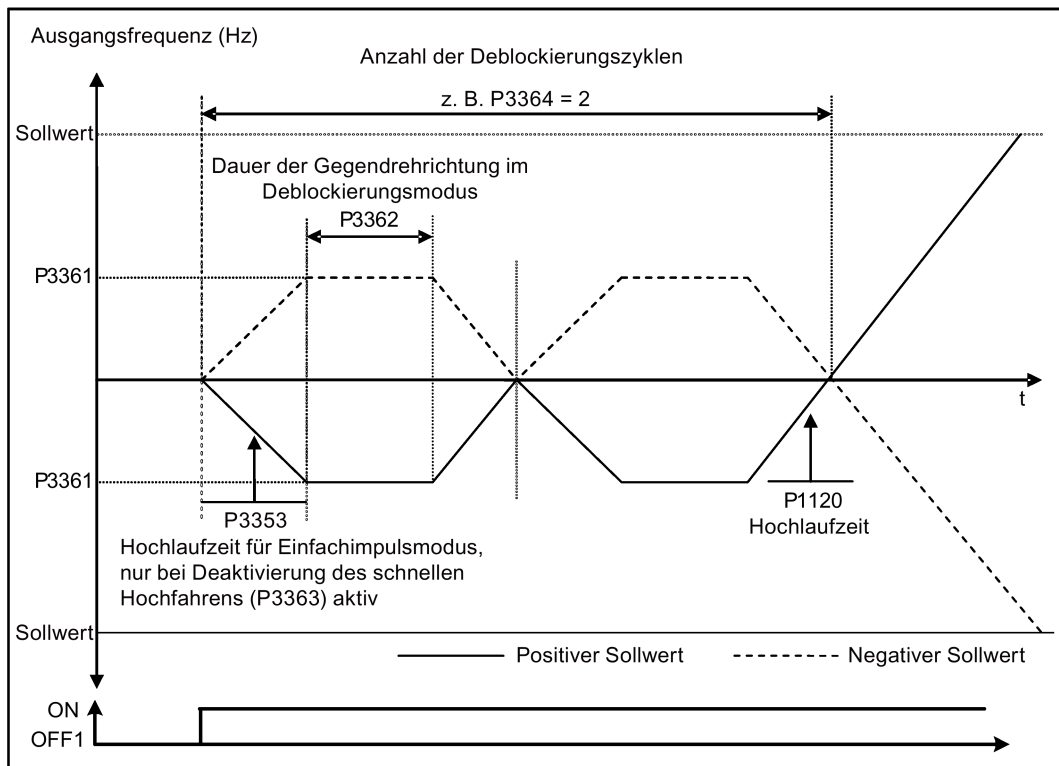 Ausgangsfrequenz (Hz)
Anzahl der Deblockierungszyklen
z. B. P3364 = 2
Sollwert
Dauer der Gegendrehrichtung im
Deblockierungsmodus
P3362
P3361
t
P3361
P3353
Hochlaufzeit für Einfachimpulsmodus,
nur bei Deaktivierung des schnellen
Hochfahrens (P3363) aktiv
P1120
Hochlaufzeit
Sollwert
Positiver Sollwert
Negativer Sollwert
ON
OFF1